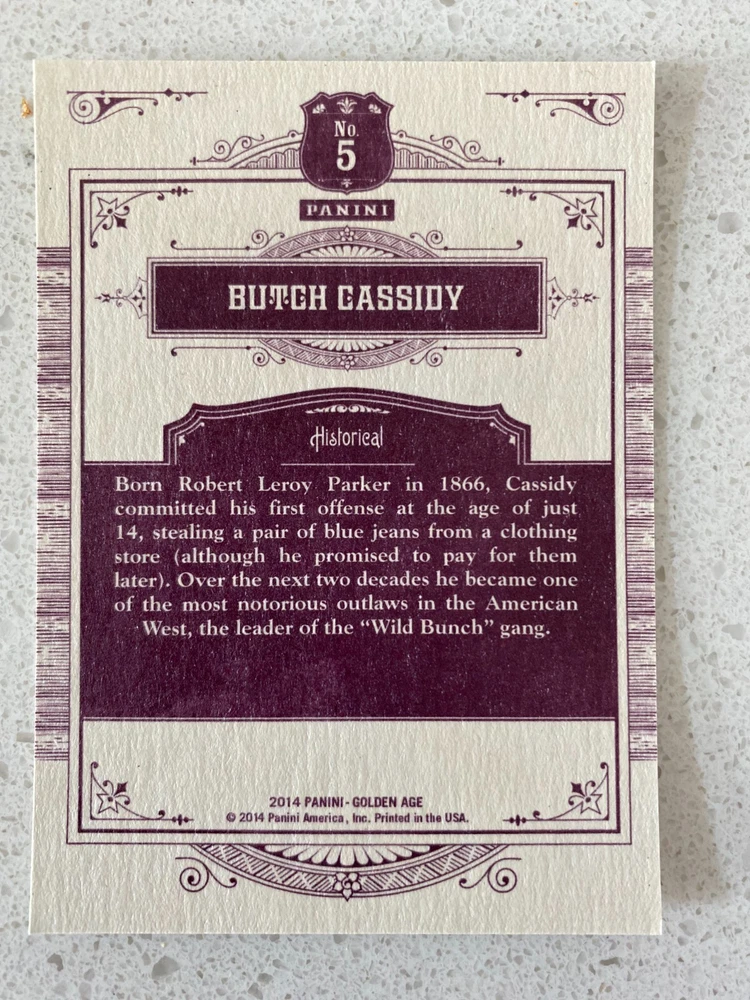 No.
5
PANINI
BUTCH CASSIDY
Historical
Born Robert Leroy Parker in 1866, Cassidy
committed his first offense at the age of just
14, stealing a pair of blue jeans from a clothing
store (although he promised to pay for them
later). Over the next two decades he became one
of the most notorious outlaws in the American
West, the leader of the “Wild Bunch” gang.
2014 PANINI - GOLDEN AGE
© 2014 Panini America, Inc. Printed in the USA.